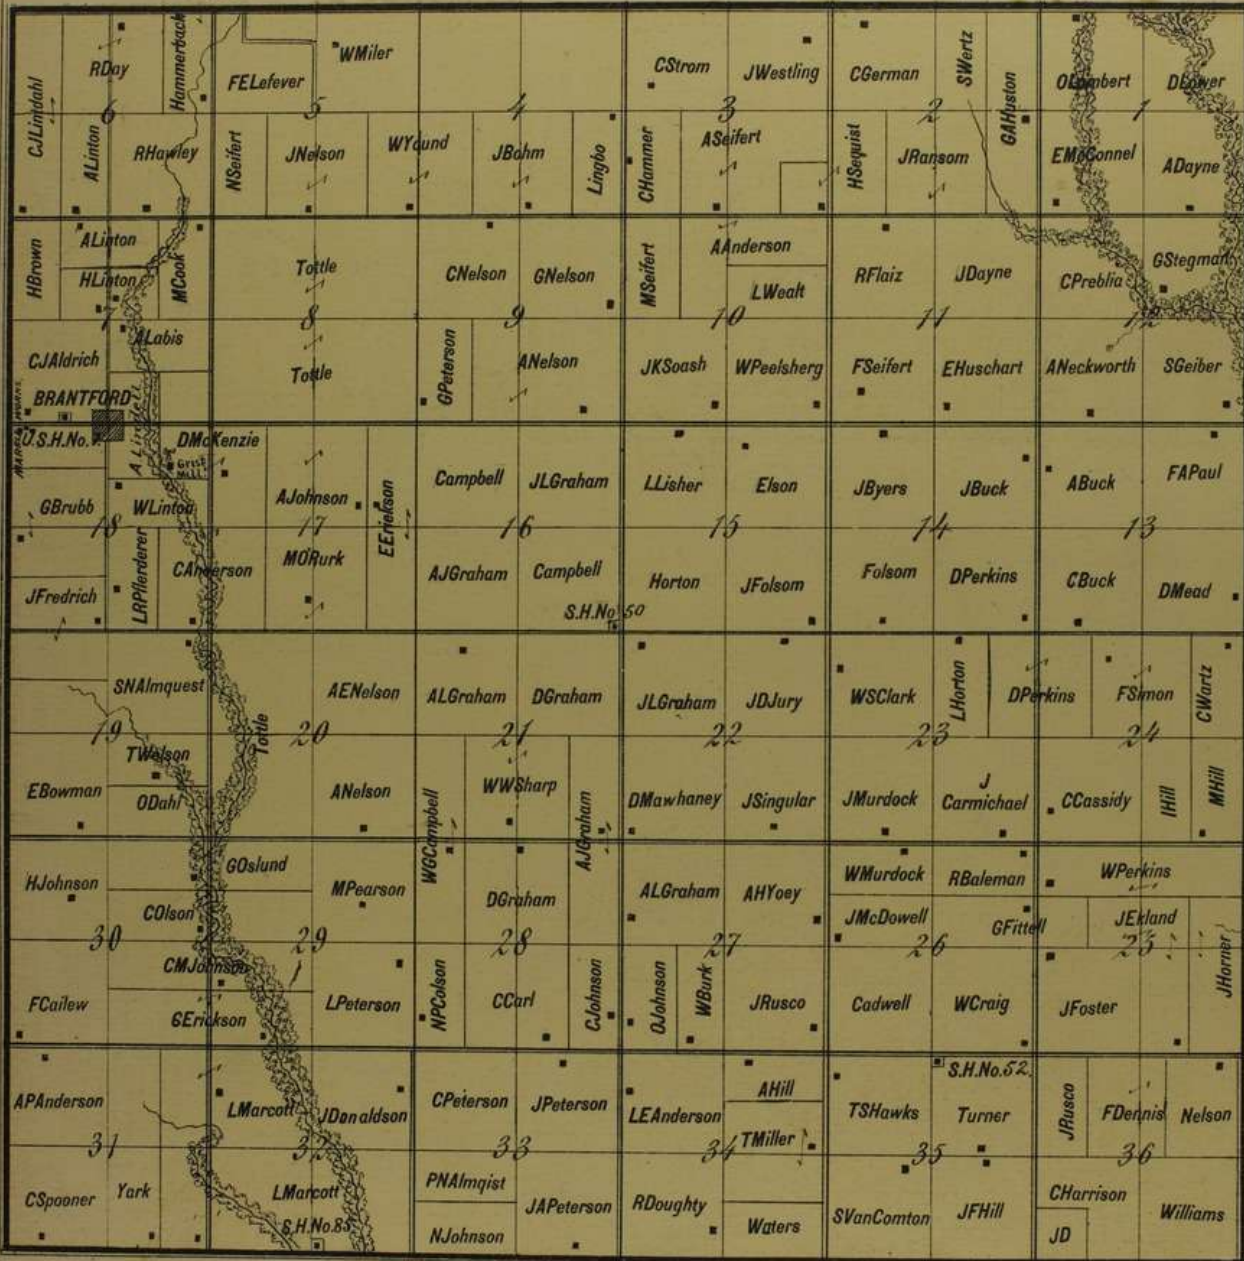 CJLindahl
RDay
Hammerback
FELefever
WMiler
CStrom
JWestling
CGerman
SWertz
GAHuston
OLombert
DLower
6
5
4
3
2
1
ALinton
RHawley
NSeifert
JNelson
WYound
JBohm
Lingbo
CHammer
ASeifert
HSequist
JRansom
EMcConnel
ADayne
HBrown
ALinton
HLinton
MCook
Tottle
CNelson
GNelson
MSeifert
AAnderson
LWealt
RFlaiz
JDayne
CPreblia
GStegman
7
8
9
10
11
12
CJAldrich
ALabis
Tottle
GPeterson
ANelson
JKSoash
WPeelsberg
FSeifert
EHuschart
ANeckworth
SGeiber
BRANTFORD
S.H.No.
DMcKenzie
GRIST
MILL
GBrubb
WLinton
AJohnson
EErickson
Campbell
JLGraham
LLisher
Elson
JByers
JBuck
ABuck
FAPaul
18
17
16
15
14
13
JFredrich
LRPflerderer
CAnderson
MORurk
AJGraham
Campbell
S.H.No 50
Horton
JFolsom
Folsom
DPerkins
CBuck
DMead
SNAlmquest
Tottle
AENelson
ALGraham
DGraham
JLGraham
JDJury
WSClark
LHorton
DPerkins
FSimon
CWartz
19
20
21
22
23
24
TWelson
EBowman
ODahl
ANelson
WGCampbell
WWSharp
AJGraham
DMawhaney
JSingular
JMurdock
J
Carmichael
CCassidy
IHill
MHill
HJohnson
COlson
GOslund
MPearson
DGraham
ALGraham
AHYoey
WMurdock
RBaleman
JMcDowell
GFittell
WPerkins
JEkland
JHorner
30
29
28
27
26
25
CMJohnson
FCailew
GErickson
LPeterson
NPColson
CCarl
CJohnson
OJohnson
WBurk
JRusco
Cadwell
WCraig
JFoster
APAnderson
LMarcott
JDonaldson
CPeterson
JPeterson
LEAnderson
AHill
TMiller
TSHawks
S.H.No.52.
Turner
JRusco
FDennis
Nelson
31
32
33
34
35
36
CSpooner
Yark
LMarcott
S.H.No.85
PNAlmqist
NJohnson
JAPeterson
RDoughty
Waters
SVanComton
JFHill
CHarrison
JD
Williams